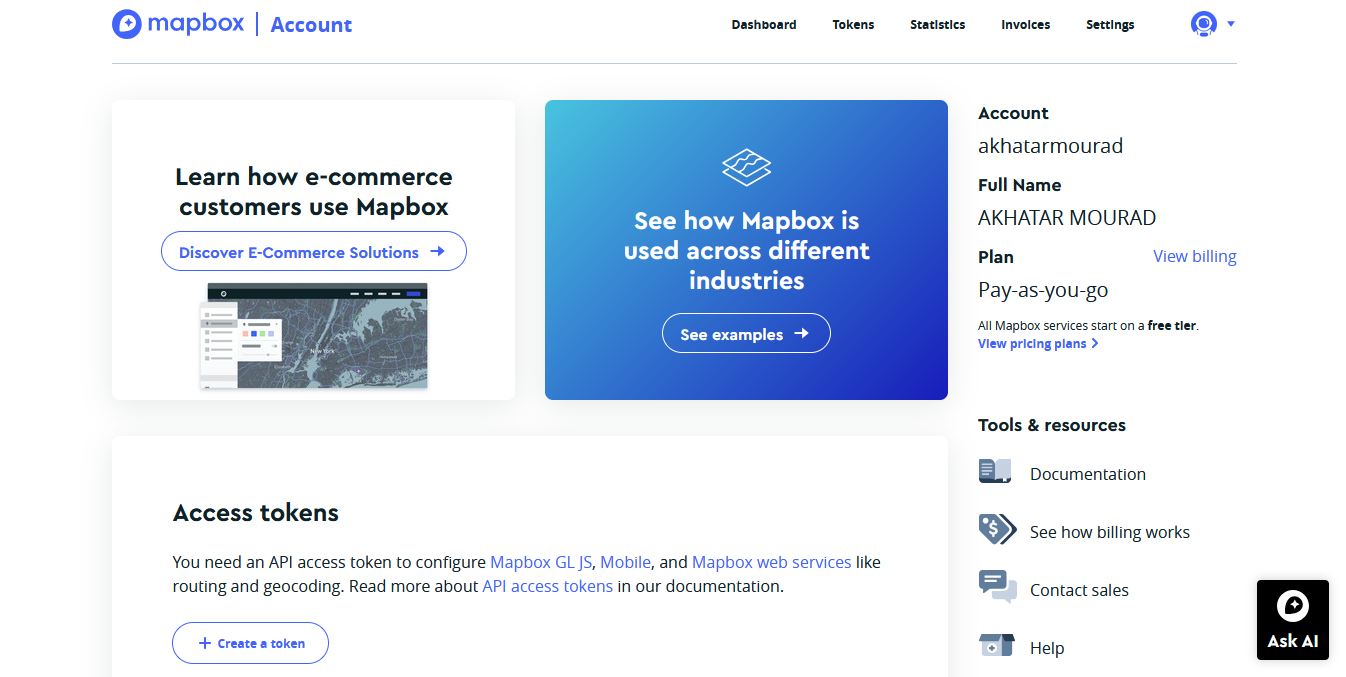 mapbox | Account
Dashboard
Tokens
Statistics
Invoices
Settings
Learn how e-commerce
customers use Mapbox
Discover E-Commerce Solutions
New York
See how Mapbox is
used across different
industries
See examples
Account
akhatarmourad
Full Name
AKHATAR MOURAD
Plan
View billing
Pay-as-you-go
All Mapbox services start on a free tier.
View pricing plans
Access tokens
You need an API access token to configure Mapbox GL JS, Mobile, and Mapbox web services like
routing and geocoding. Read more about API access tokens in our documentation.
+ Create a token
Tools & resources
Documentation
See how billing works
Contact sales
Help
Ask AI